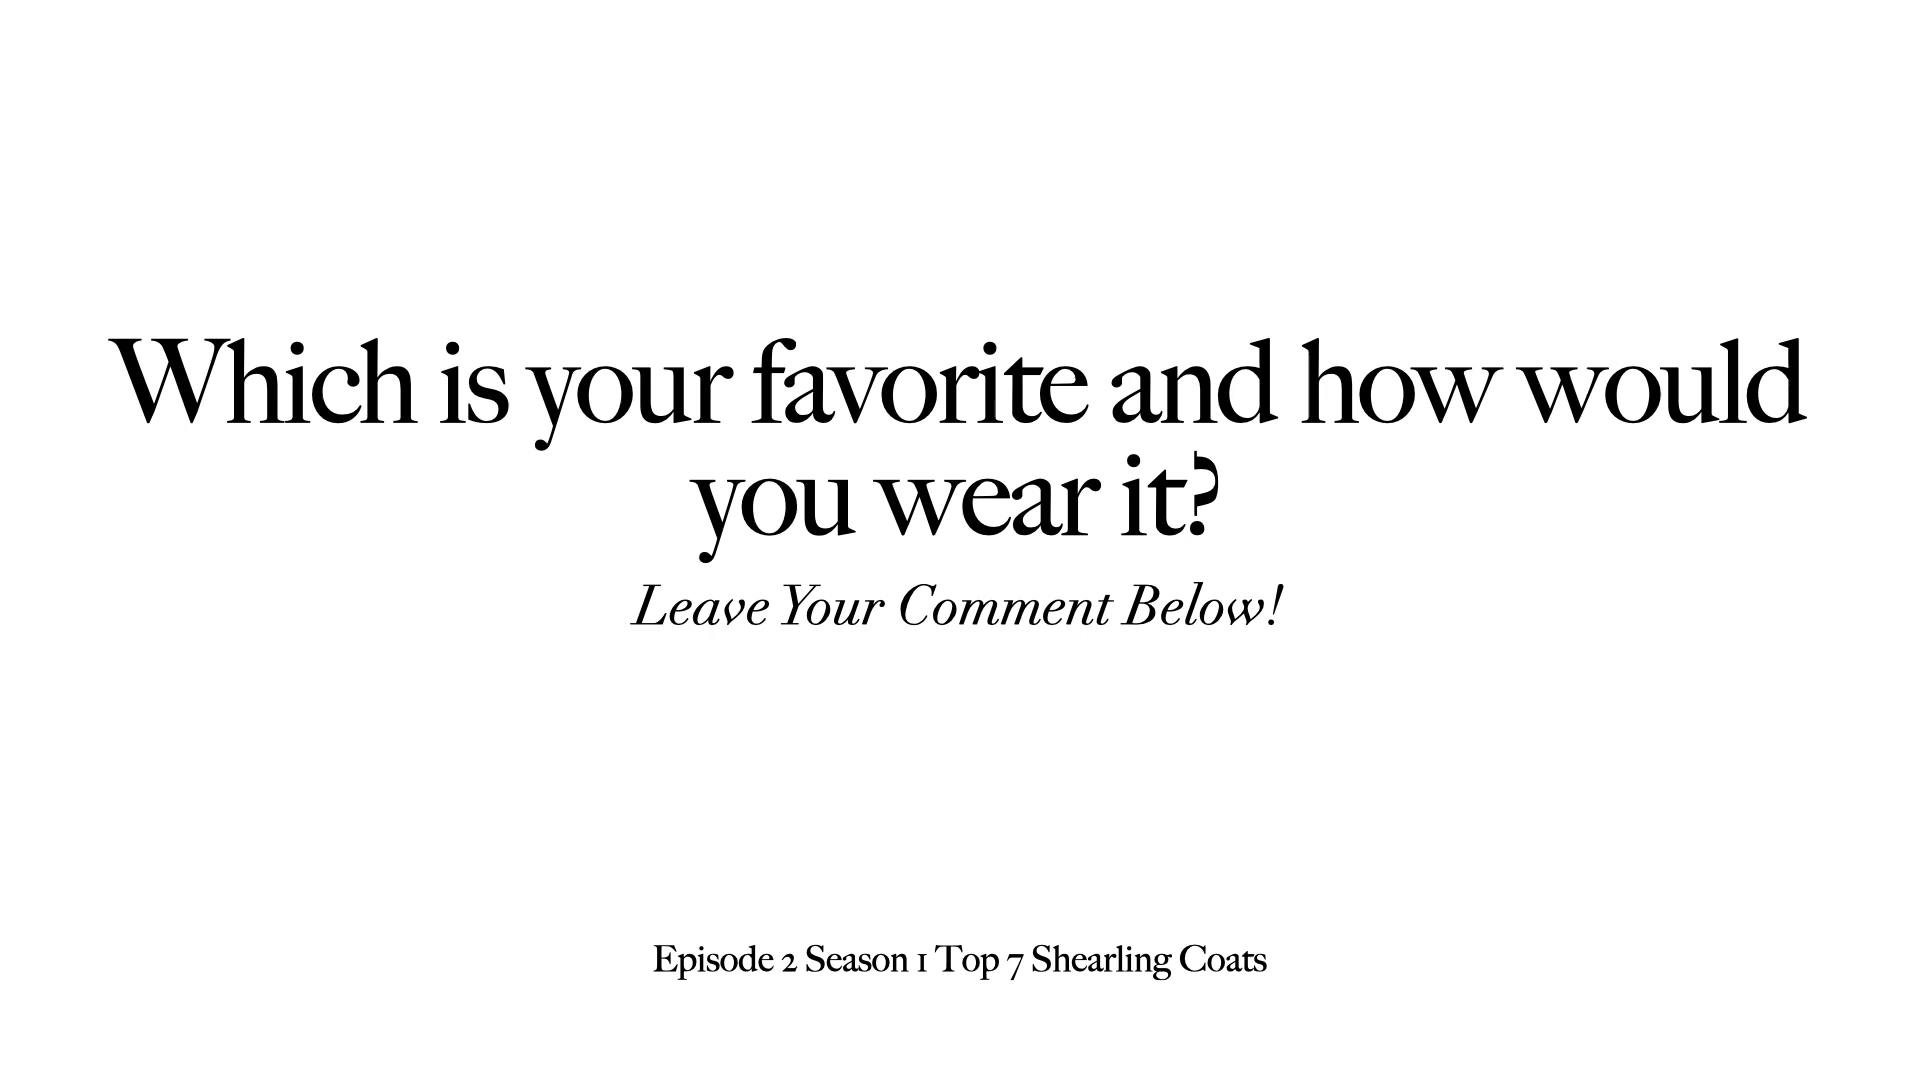 Which is your favorite and how would
you wear it?
Leave Your Comment Below!
Episode 2 Season 1 Top 7 Shearling Coats